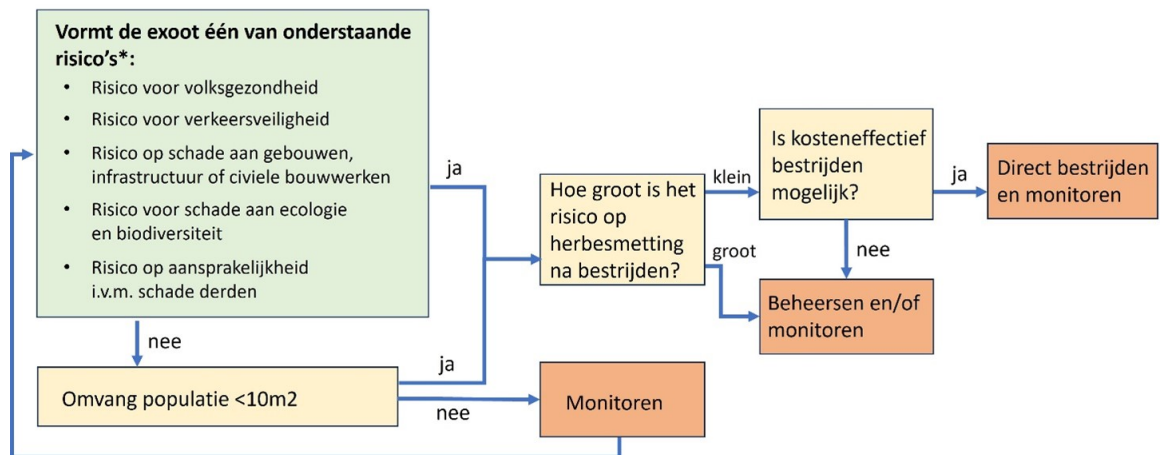 Vormt de exoot één van onderstaande
risico's*:
• Risico voor volksgezondheid
• Risico voor verkeersveiligheid
• Risico op schade aan gebouwen,
infrastructuur of civiele bouwwerken
• Risico voor schade aan ecologie
en biodiversiteit
• Risico op aansprakelijkheid
i.v.m. schade derden
ja
nee
Omvang populatie <10m2
ja
nee
Monitoren
Hoe groot is het
risico op
herbesmetting
na bestrijden?
klein
groot
Is kosteneffectief
bestrijden
mogelijk?
ja
nee
Direct bestrijden
en monitoren
Beheersen en/of
monitoren